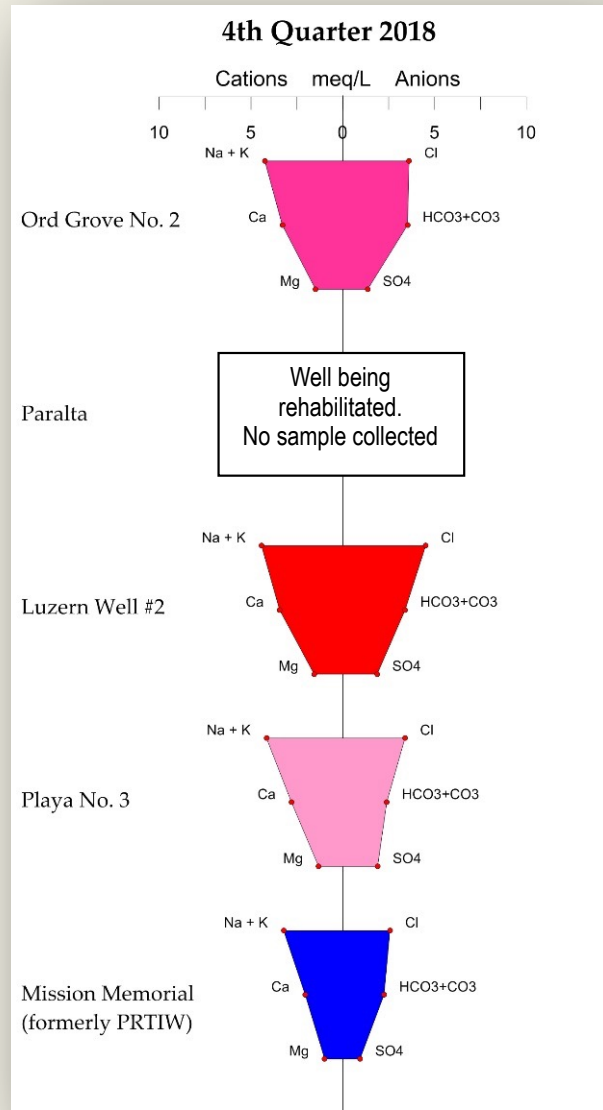 4th Quarter 2018
Cations meq/L Anions
10 5 0 5 10
Na + K Cl
Ord Grove No. 2
Ca HCO3+CO3
Mg SO4
Paralta
Well being
rehabilitated.
No sample collected
Na + K Cl
Luzern Well #2
Ca HCO3+CO3
Mg SO4
Na + K Cl
Playa No. 3
Ca HCO3+CO3
Mg SO4
Na + K Cl
Mission Memorial
(formerly PRTIW)
Ca HCO3+CO3
Mg SO4